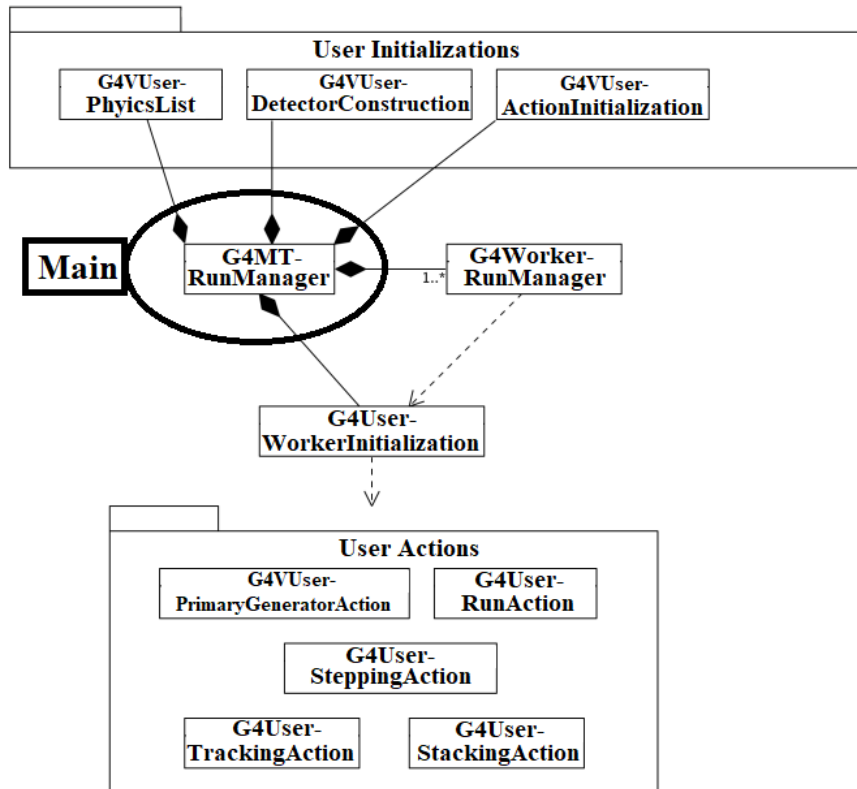 User Initializations
G4VUser-
PhyicsList
G4VUser-
DetectorConstruction
G4VUser-
ActionInitialization
Main
G4MT-
RunManager
1..*
G4Worker-
RunManager
G4User-
WorkerInitialization
User Actions
G4VUser-
PrimaryGeneratorAction
G4User-
RunAction
G4User-
SteppingAction
G4User-
TrackingAction
G4User-
StackingAction